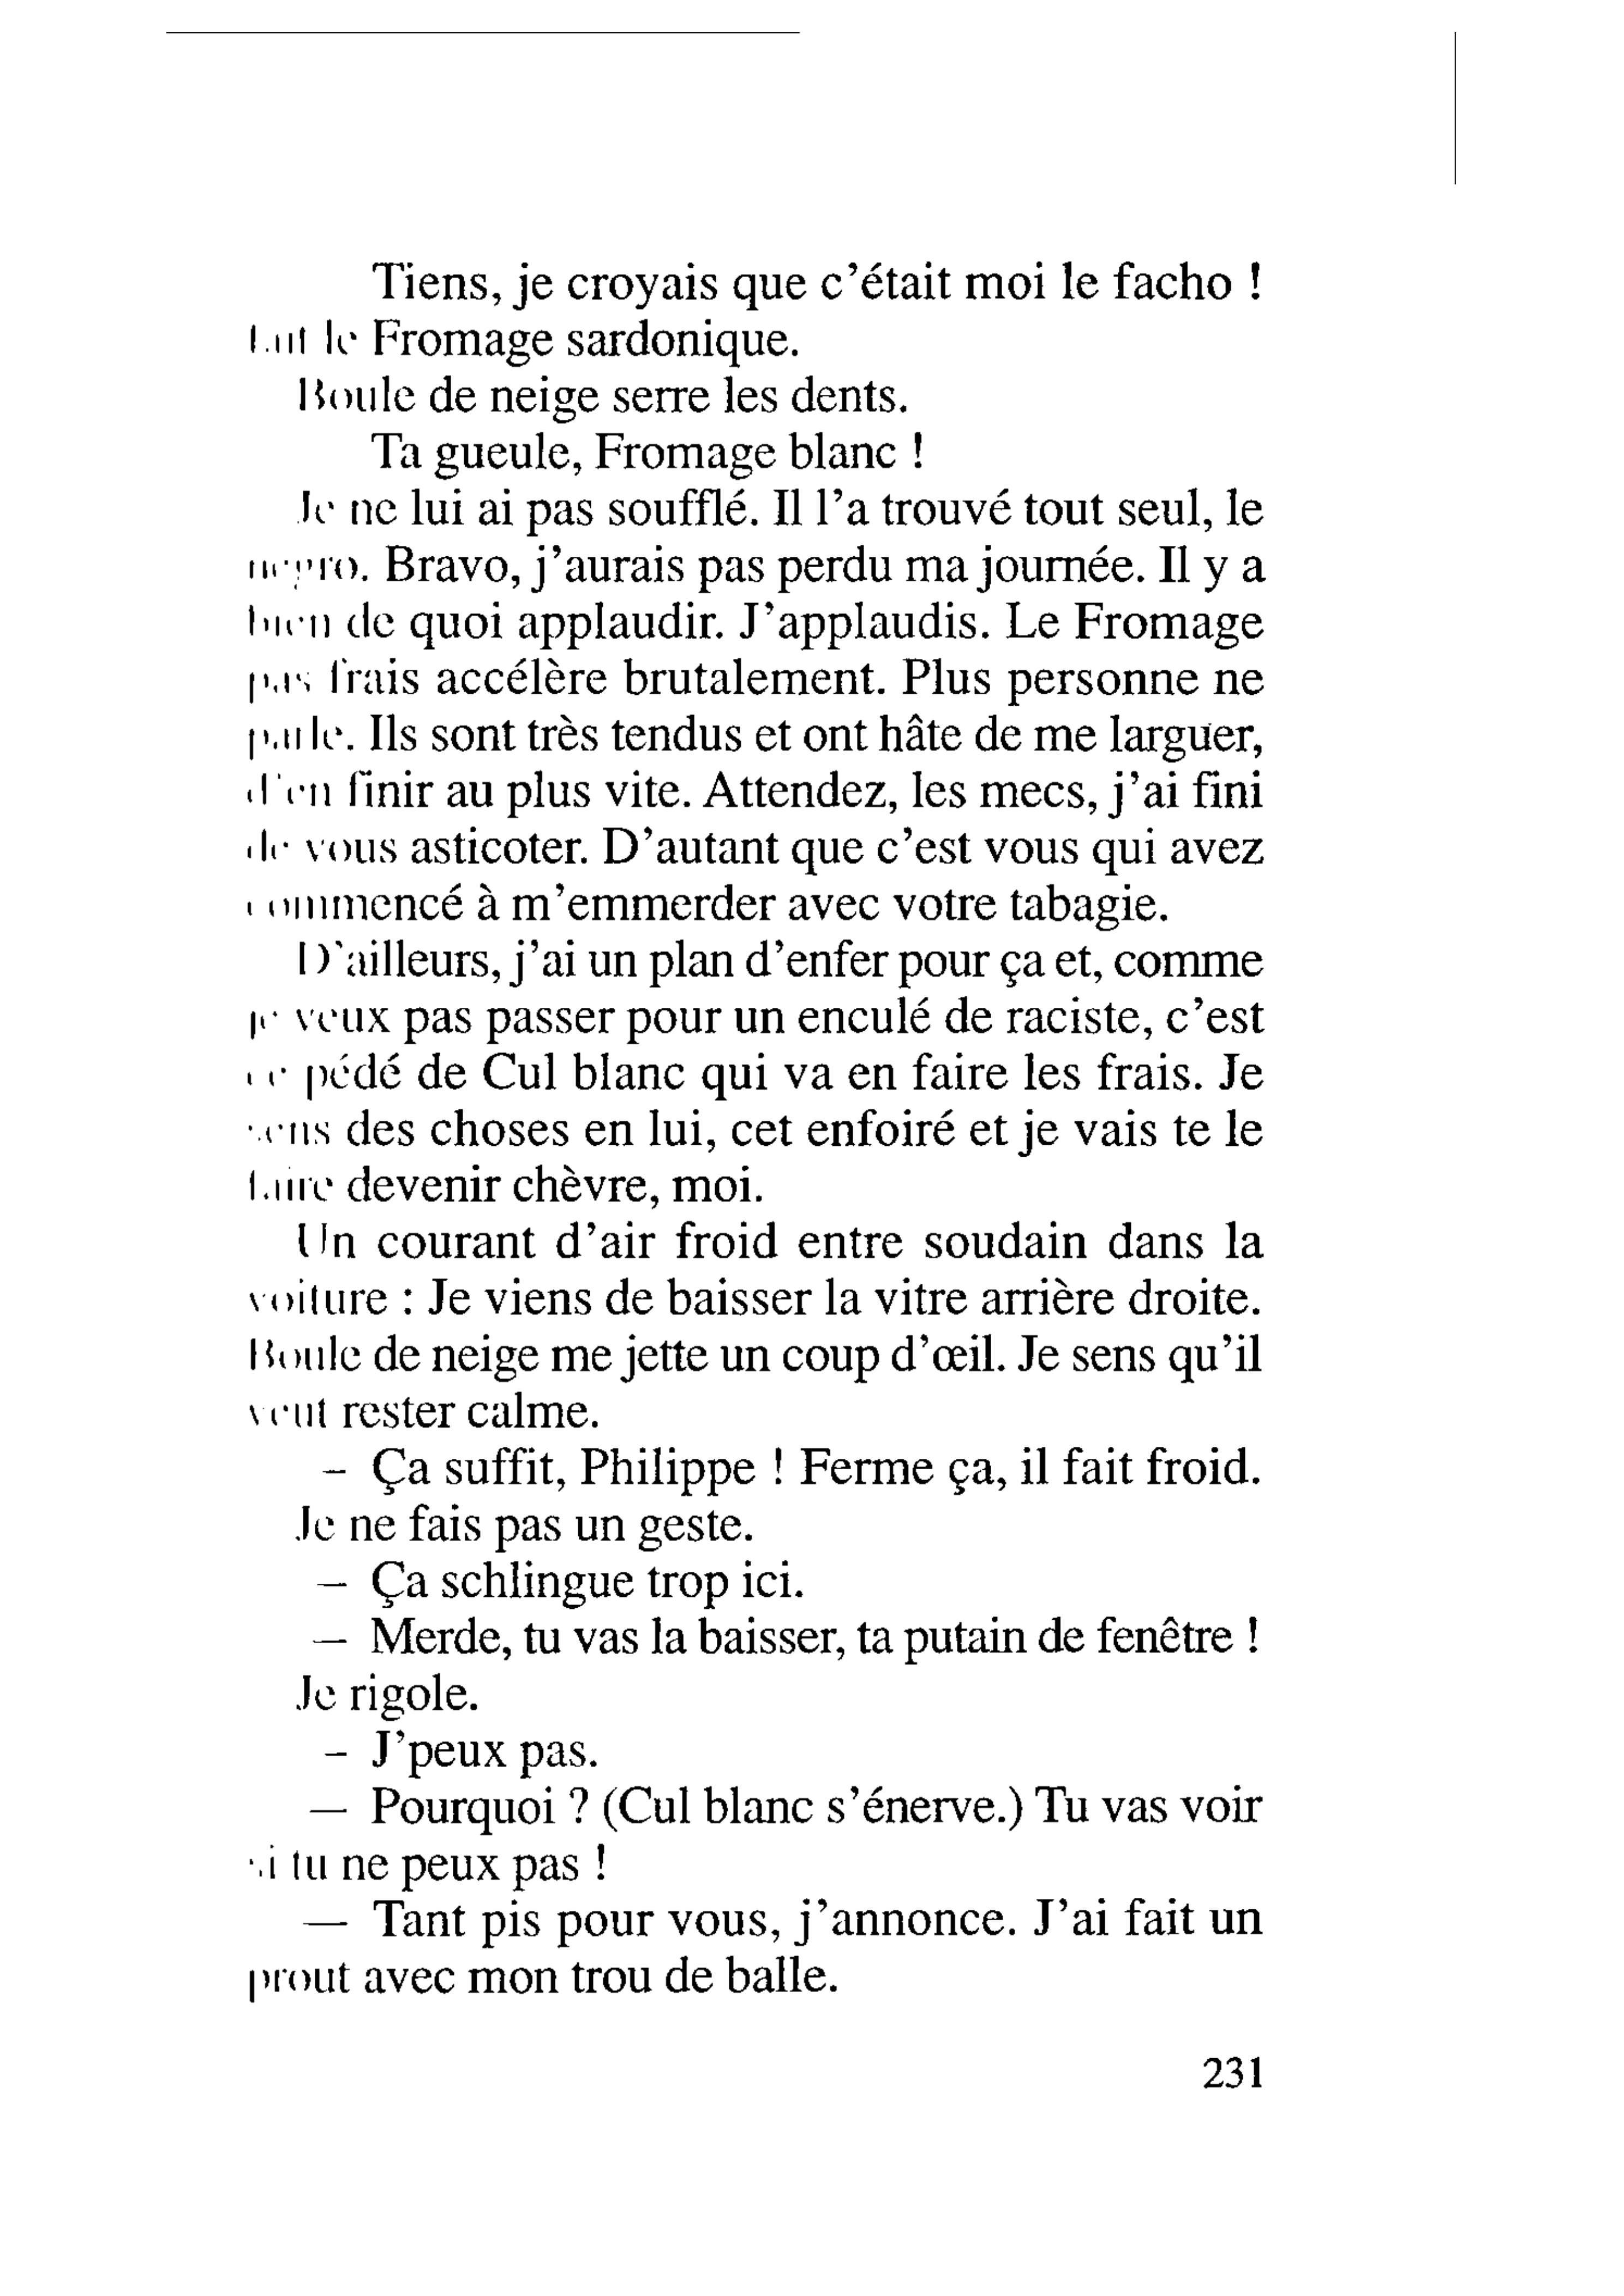 Tiens, je croyais que c'était moi le facho !
fait le Fromage sardonique.
Boule de neige serre les dents.
Ta gueule, Fromage blanc !
Je ne lui ai pas soufflé. Il l'a trouvé tout seul, le
negro. Bravo, j'aurais pas perdu ma journée. Il y a
bien de quoi applaudir. J'applaudis. Le Fromage
pas frais accélère brutalement. Plus personne ne
parle. Ils sont très tendus et ont hâte de me larguer,
d'en finir au plus vite. Attendez, les mecs, j'ai fini
de vous asticoter. D'autant que c'est vous qui avez
commencé à m'emmerder avec votre tabagie.
D'ailleurs, j'ai un plan d'enfer pour ça et, comme
je veux pas passer pour un enculé de raciste, c'est
ce pédé de Cul blanc qui va en faire les frais. Je
sens des choses en lui, cet enfoiré et je vais te le
faire devenir chèvre, moi.
Un courant d'air froid entre soudain dans la
voiture : Je viens de baisser la vitre arrière droite.
Boule de neige me jette un coup d'œil. Je sens qu'il
veut rester calme.
– Ça suffit, Philippe ! Ferme ça, il fait froid.
Je ne fais pas un geste.
– Ça schlingue trop ici.
— Merde, tu vas la baisser, ta putain de fenêtre !
Je rigole.
– J'peux pas.
— Pourquoi ? (Cul blanc s'énerve.) Tu vas voir
si tu ne peux pas !
— Tant pis pour vous, j'annonce. J'ai fait un
prout avec mon trou de balle.
231